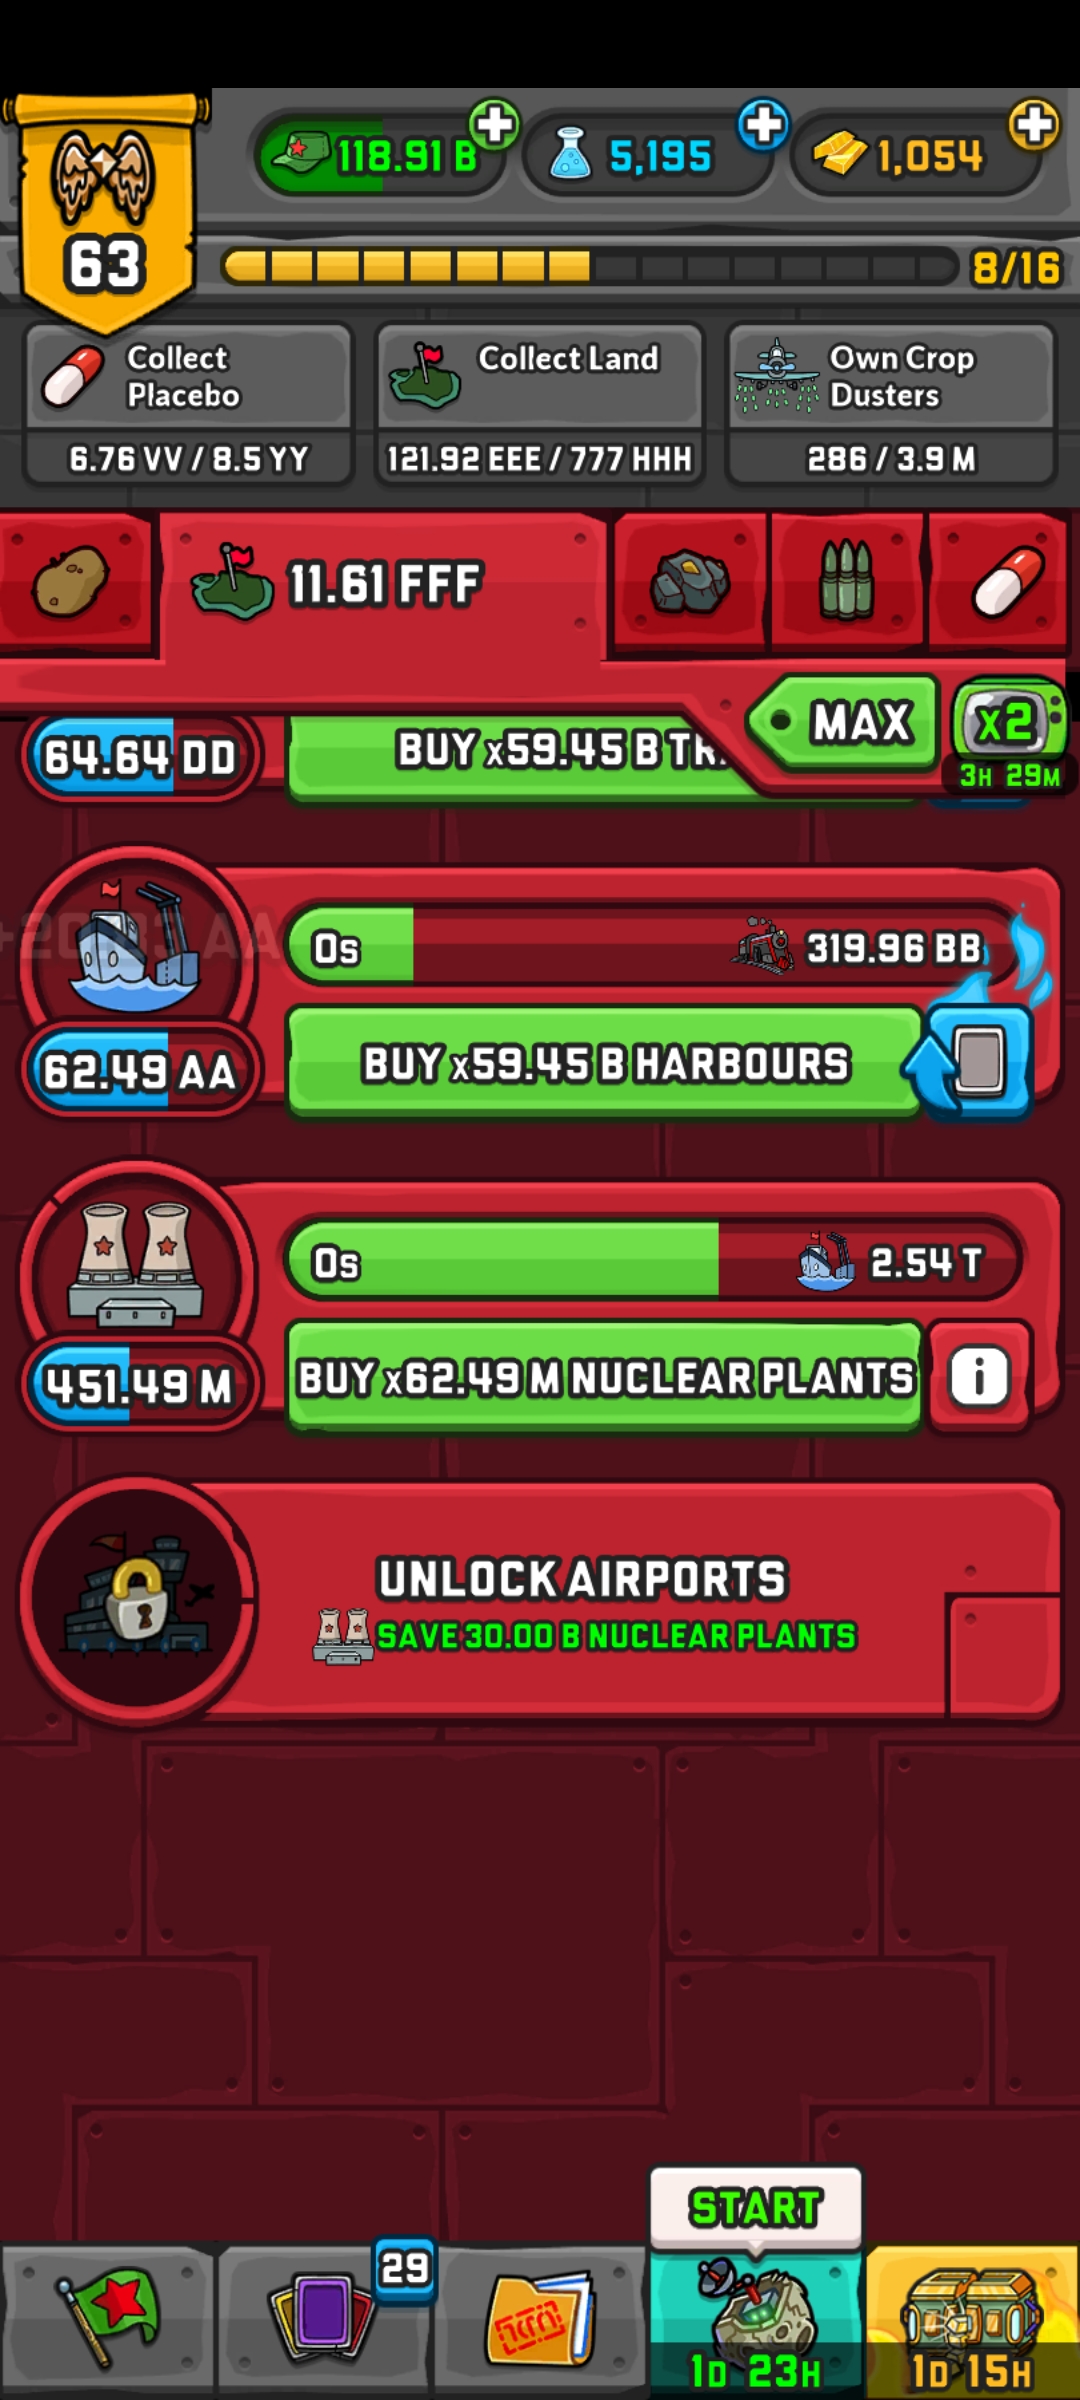 118.91 B
5,195
1,054
63
8/16
Collect
Placebo
6.76 VV / 8.5 YY
Collect Land
121.92 EEE / 777 HHH
Own Crop
Dusters
286 / 3.9 M
11.61 FFF
MAX
x2
3H 29M
64.64 DD
BUY x59.45 B
0s
319.96 BB
62.49 AA
BUY x59.45 B HARBOURS
0s
2.54 T
451.49 M
BUY x62.49 M NUCLEAR PLANTS
i
UNLOCK AIRPORTS
SAVE 30.00 B NUCLEAR PLANTS
START
29
1D 23H
1D 15H